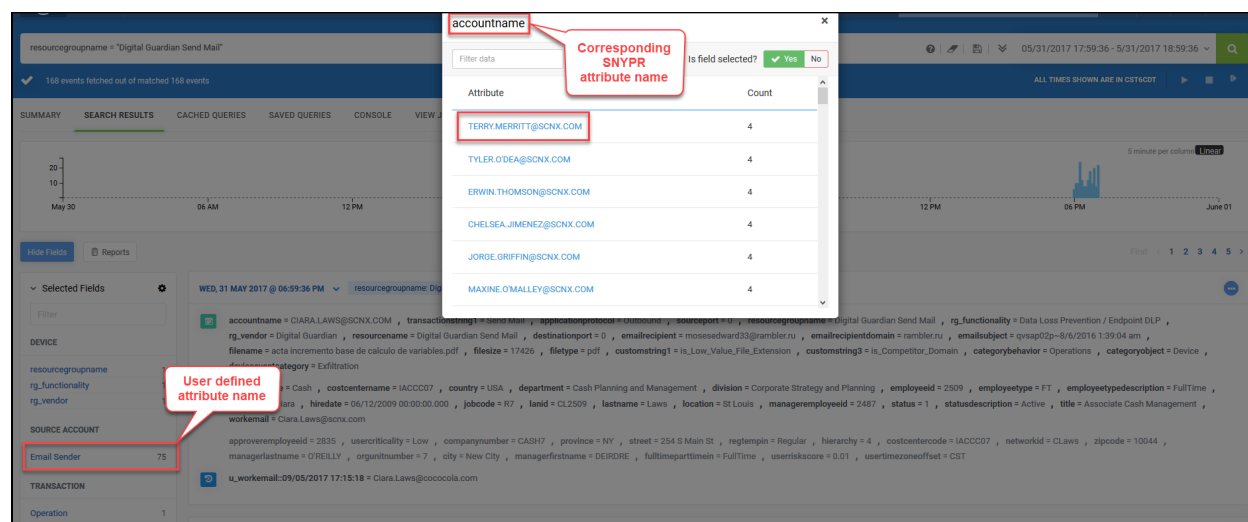 accountname
×
resourcegroupname = "Digital Guardian Send Mail"
05/31/2017 17:59:36 - 5/31/2017 18:59:36
Filter data
Corresponding
SNYPR
attribute name
Is field selected?
Yes No
168 events fetched out of matched 168 events
ALL TIMES SHOWN ARE IN CST6CDT
Attribute Count
SUMMARY SEARCH RESULTS CACHED QUERIES SAVED QUERIES CONSOLE VIEW J
TERRY.MERRITT@SCNX.COM 4
TYLER.O'DEA@SCNX.COM 4
ERWIN.THOMSON@SCNX.COM 4
CHELSEA.JIMENEZ@SCNX.COM 4
JORGE.GRIFFIN@SCNX.COM 4
MAXINE.O'MALLEY@SCNX.COM 4
5 minute per column Linear
20
10
May 30 06 AM 12 PM 12 PM 06 PM June 01
Hide Fields Reports
First 1 2 3 4 5
Selected Fields
Filter
DEVICE
resourcegroupname
rg_functionality
rg_vendor
User defined
attribute name
SOURCE ACCOUNT
Email Sender 75
TRANSACTION
Operation 1
WED, 31 MAY 2017 @ 06:59:36 PM resourcegroupname: Dig
accountname = CIARA.LAWS@SCNX.COM , transactionstring1 = Send Mail , applicationprotocol = Outbound , sourceport = 0 , resourcegroupname = Digital Guardian Send Mail , rg_functionality = Data Loss Prevention / Endpoint DLP ,
rg_vendor = Digital Guardian , resourcename = Digital Guardian Send Mail , destinationport = 0 , emailrecipient = mosesedward33@rambler.ru , emailrecipientdomain = rambler.ru , emailsubject = qvsap02p~8/6/2016 1:39:04 am ,
filename = acta incremento base de calculo de variables.pdf , filesize = 17426 , filetype = pdf , customstring1 = is_Low_Value_File_Extension , customstring3 = is_Competitor_Domain , categorybehavior = Operations , categoryobject = Device ,
category = Exfiltration
= Cash , costcentername = IACCC07 , country = USA , department = Cash Planning and Management , division = Corporate Strategy and Planning , employeeid = 2509 , employeetype = FT , employeetypedescription = FullTime ,
iara , hiredate = 06/12/2009 00:00:00.000 , jobcode = R7 , lanid = CL2509 , lastname = Laws , location = St Louis , manageremployeeid = 2487 , status = 1 , statusdescription = Active , title = Associate Cash Management ,
workemail = Ciara.Laws@scnx.com
approveremployeeid = 2835 , usercriticality = Low , companynumber = CASH7 , province = NY , street = 254 S Main St , regtempin = Regular , hierarchy = 4 , costcentercode = IACCC07 , networkid = CLaws , zipcode = 10044 ,
managerlastname = O'REILLY , orgunitnumber = 7 , city = New City , managerfirstname = DEIRDRE , fulltimeparttimein = FullTime , userriskscore = 0.01 , usertimezoneoffset = CST
u_workemail::09/05/2017 17:15:18 = Ciara.Laws@cococola.com